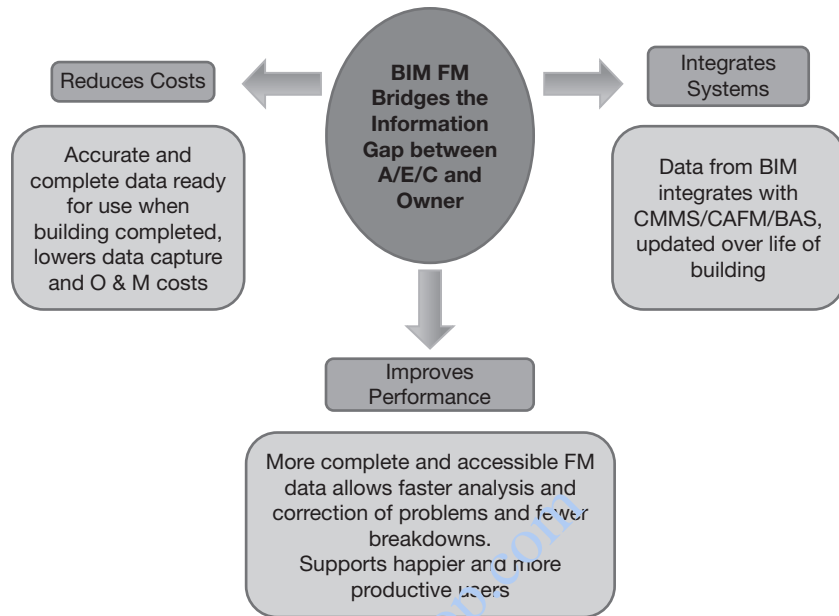 BIM FM
Bridges the
Information
Gap between
A/E/C and
Owner
Reduces Costs
Accurate and
complete data ready
for use when
building completed,
lowers data capture
and O & M costs
Integrates
Systems
Data from BIM
integrates with
CMMS/CAFM/BAS,
updated over life of
building
Improves
Performance
More complete and accessible FM
data allows faster analysis and
correction of problems and fewer
breakdowns.
Supports happier and more
productive users